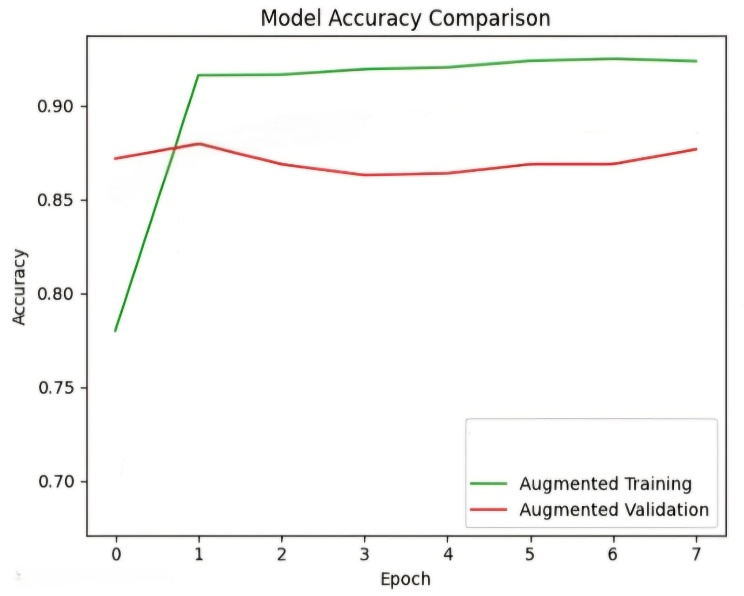 Model Accuracy Comparison
0.90
0.85
0.80
0.75
0.70
Accuracy
Augmented Training
Augmented Validation
0 1 2 3 4 5 6 7
Epoch